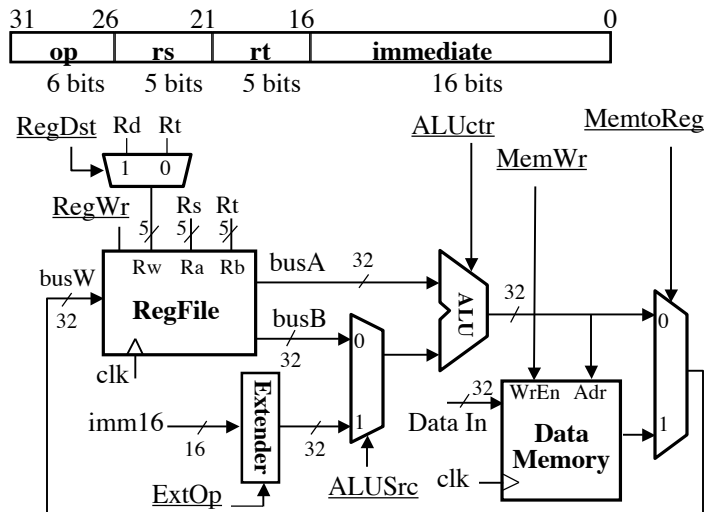 31 26 21 16 0
op rs rt immediate
6 bits 5 bits 5 bits 16 bits
RegDst Rd Rt ALUctr MemtoReg
1 0 MemWr
RegWr Rs Rt
5 5 5
busW Rw Ra Rb busA 32
32 RegFile busB ALU 32 0
32 0
clk
Extender 32 WrEn Adr
imm16 16 32 1 Data In Data Memory 1
ExtOp ALUSrc clk